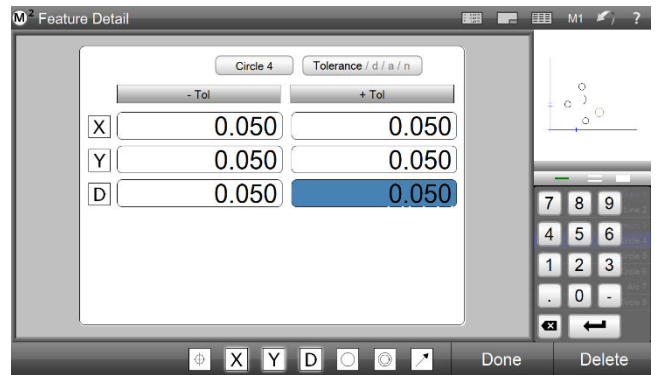 M² Feature Detail
M1
?
Circle 4
Tolerance / d / a / n
- Tol
+ Tol
X
0.050
0.050
Y
0.050
0.050
D
0.050
0.050
7 8 9
4 5 6
1 2 3
. 0 -
X Y D
Done
Delete